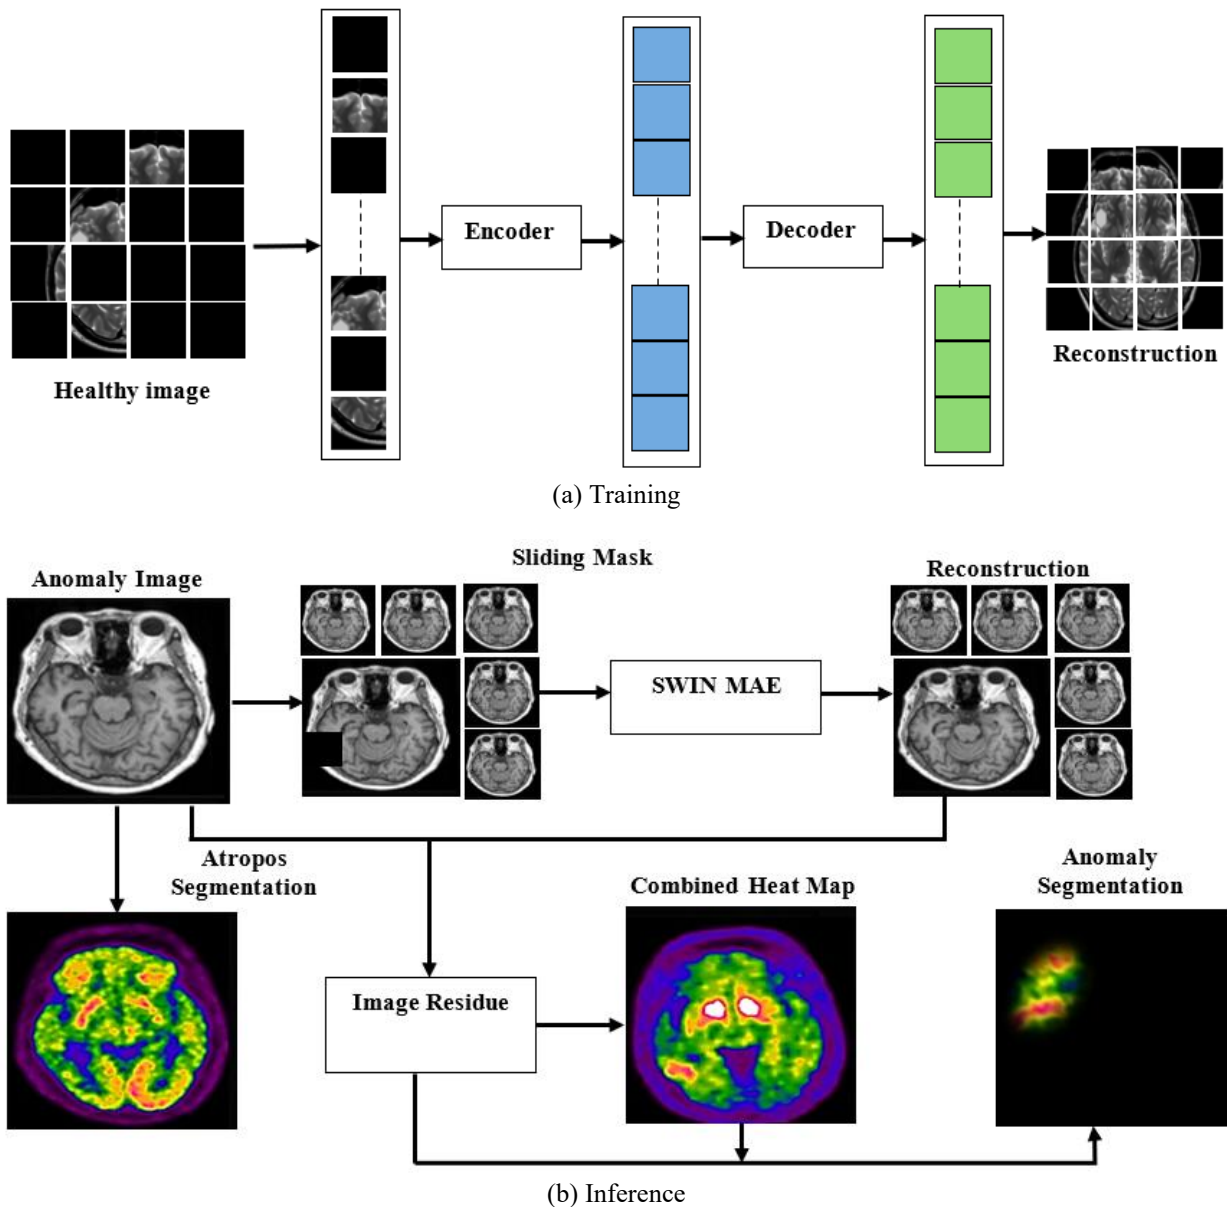 Healthy image
Encoder
Decoder
Reconstruction
(a) Training
Anomaly Image
Sliding Mask
Reconstruction
SWIN MAE
Atropos
Segmentation
Image Residue
Combined Heat Map
Anomaly
Segmentation
(b) Inference